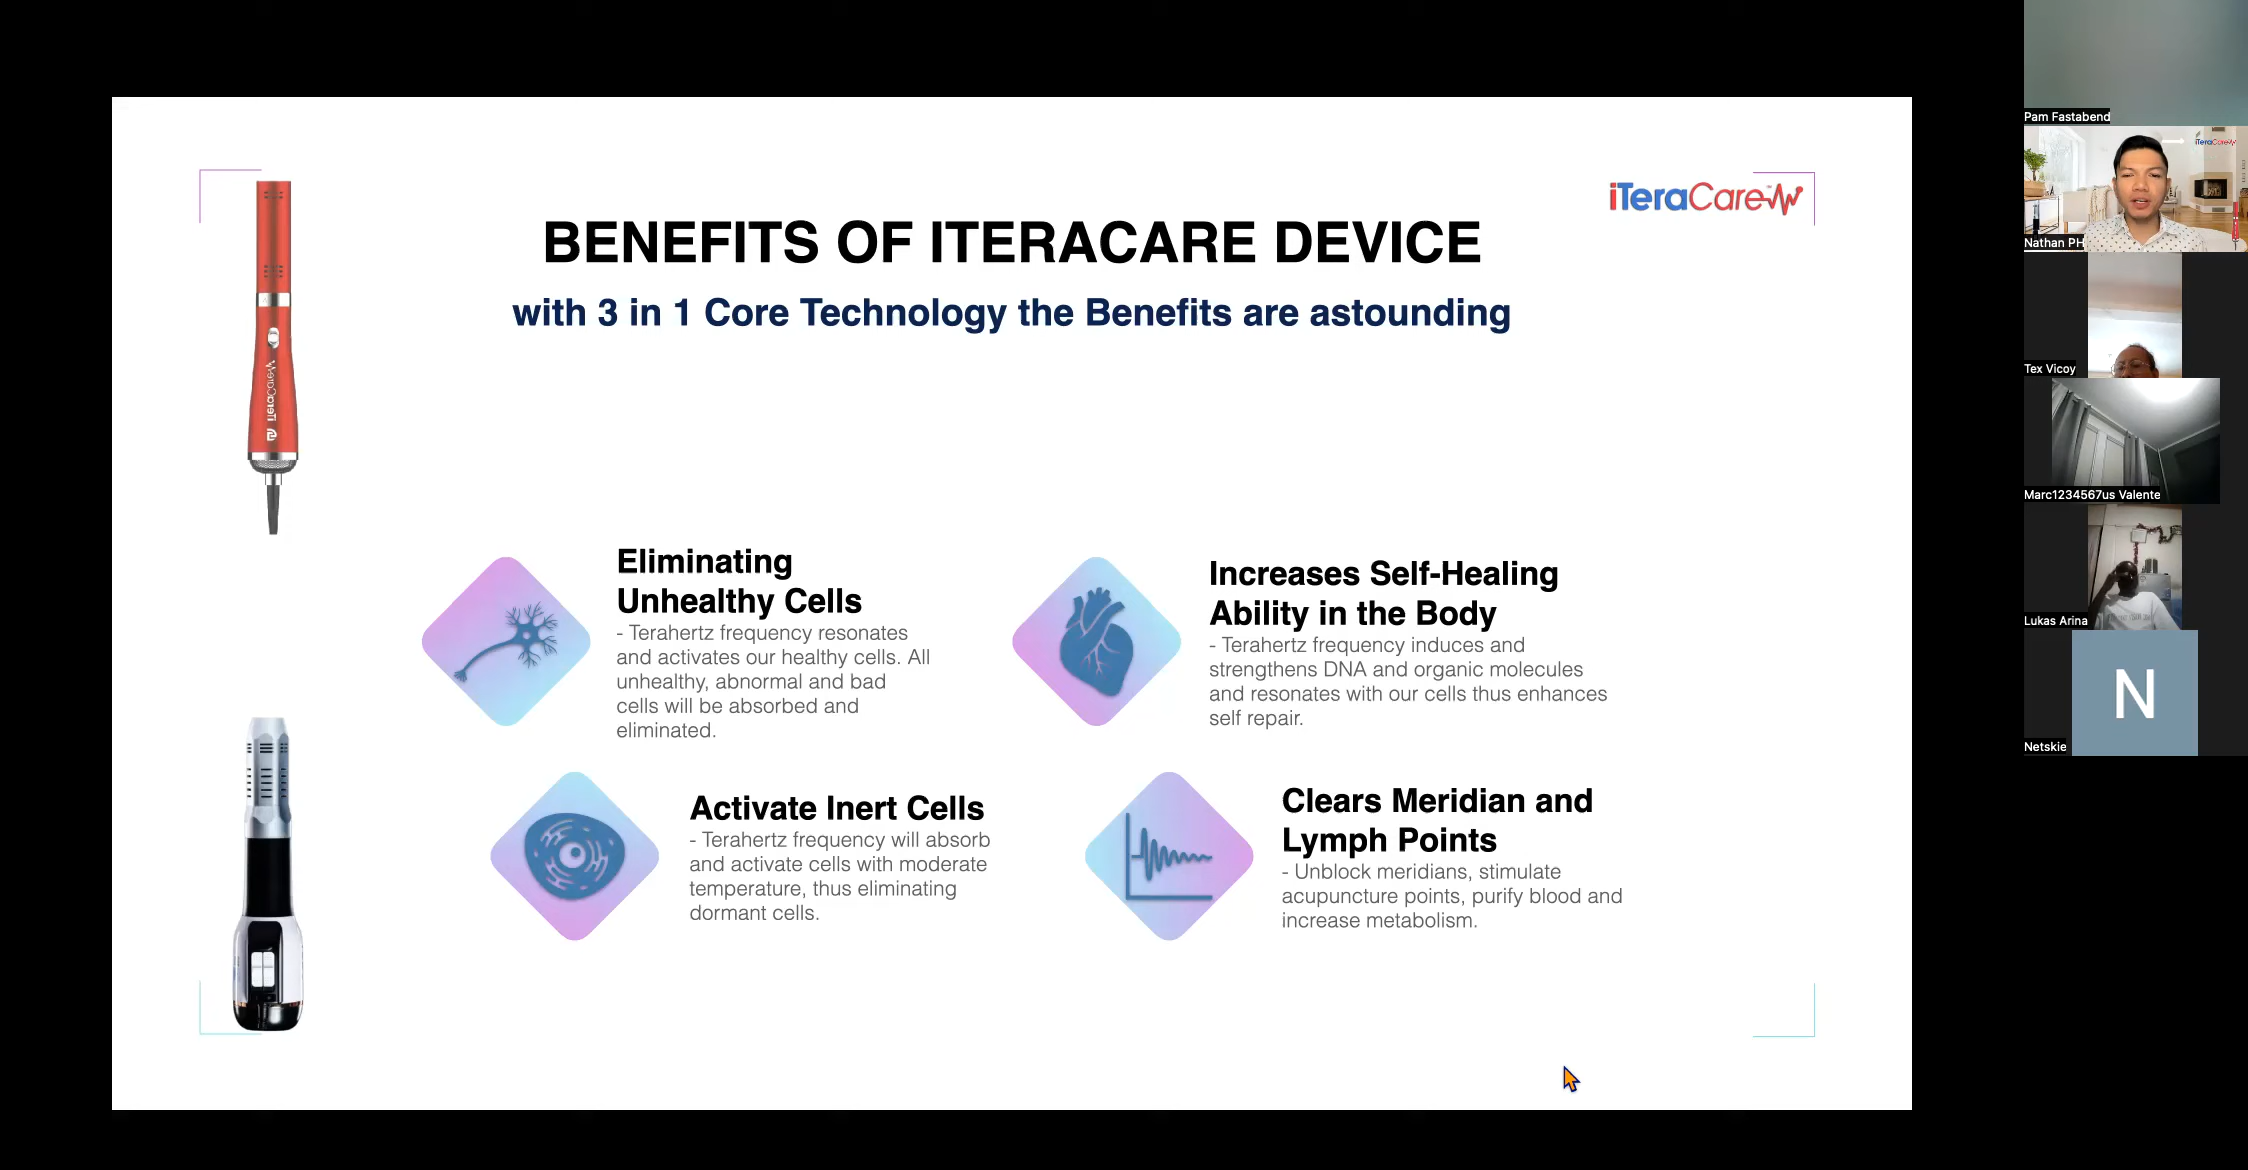 BENEFITS OF ITERACARE DEVICE
with 3 in 1 Core Technology the Benefits are astounding
iTeraCare
iTeraCare
Eliminating
Unhealthy Cells
- Terahertz frequency resonates
and activates our healthy cells. All
unhealthy, abnormal and bad
cells will be absorbed and
eliminated.
Increases Self-Healing
Ability in the Body
- Terahertz frequency induces and
strengthens DNA and organic molecules
and resonates with our cells thus enhances
self repair.
Activate Inert Cells
- Terahertz frequency will absorb
and activate cells with moderate
temperature, thus eliminating
dormant cells.
Clears Meridian and
Lymph Points
- Unblock meridians, stimulate
acupuncture points, purify blood and
increase metabolism.
Pam Fastabend
iTeraCare
Nathan PH
Tex Vicoy
Marc1234567us Valente
Lukas Arina
N
Netskie